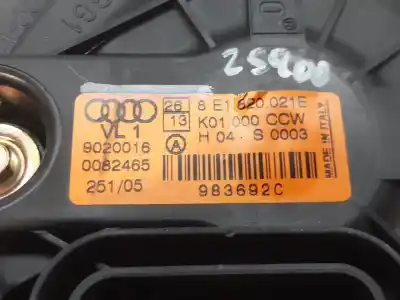 25900
26 8 E1 820.021E
13 K01 000 CCW
VL 1
A H 04 · S 0003
9020016
0082465
251/05
983692C
MADE IN ITALY